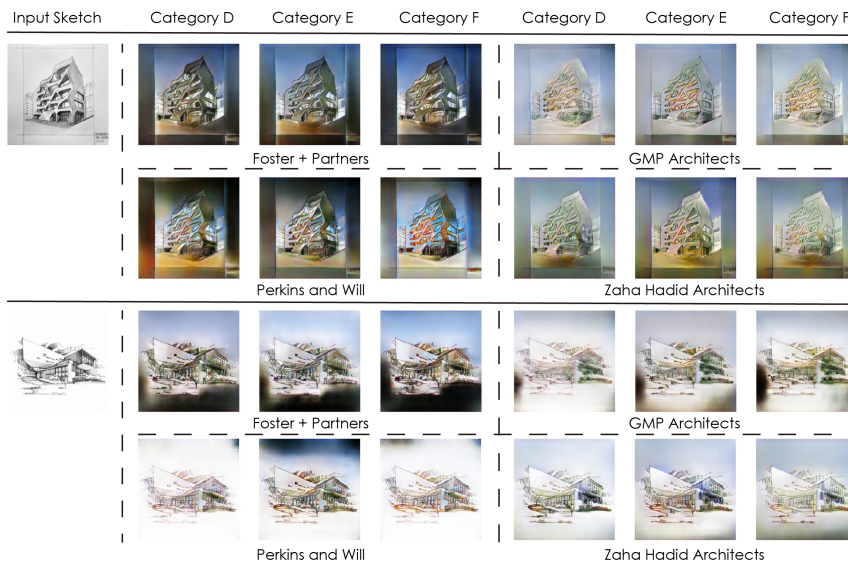 Input Sketch Category D Category E Category F Category D Category E Category F
Foster + Partners GMP Architects
Perkins and Will Zaha Hadid Architects
Foster + Partners GMP Architects
Perkins and Will Zaha Hadid Architects